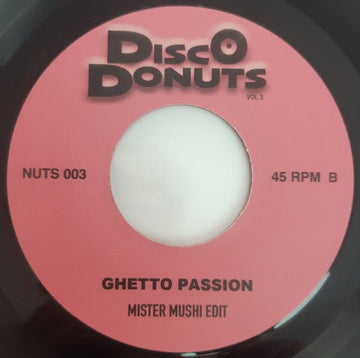 DISCO
DONUTS
VOL 3
NUTS 003
45 RPM B
GHETTO PASSION
MISTER MUSHI EDIT